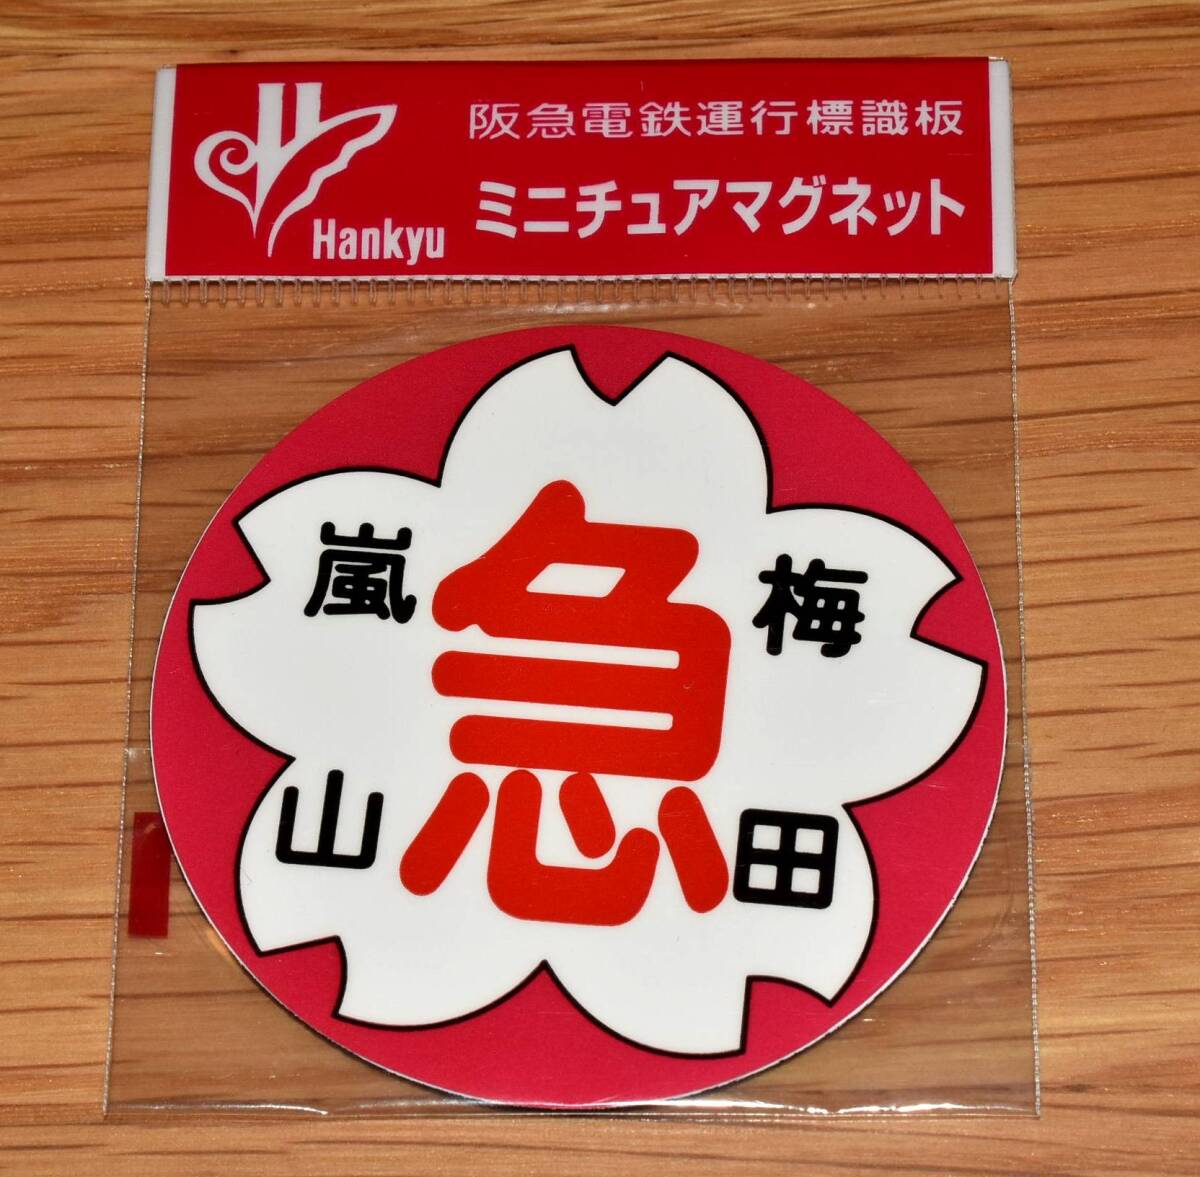 阪急電鉄運行標識板
ミニチュアマグネット
Hankyu
急
嵐山
梅田